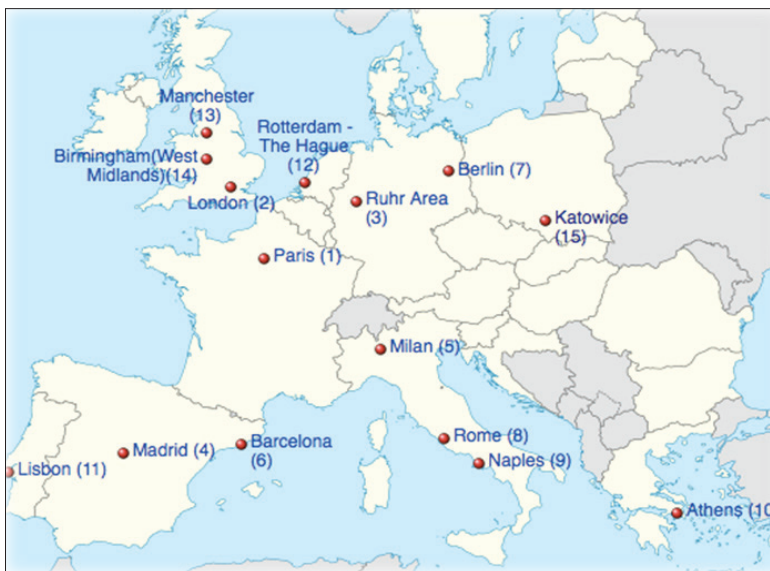 Manchester
(13)
Birmingham(West
Midlands)(14)
London (2)
Rotterdam -
The Hague
(12)
Berlin (7)
Ruhr Area
(3)
Katowice
(15)
Paris (1)
Milan (5)
Madrid (4)
Barcelona
(6)
Lisbon (11)
Rome (8)
Naples (9)
Athens (10